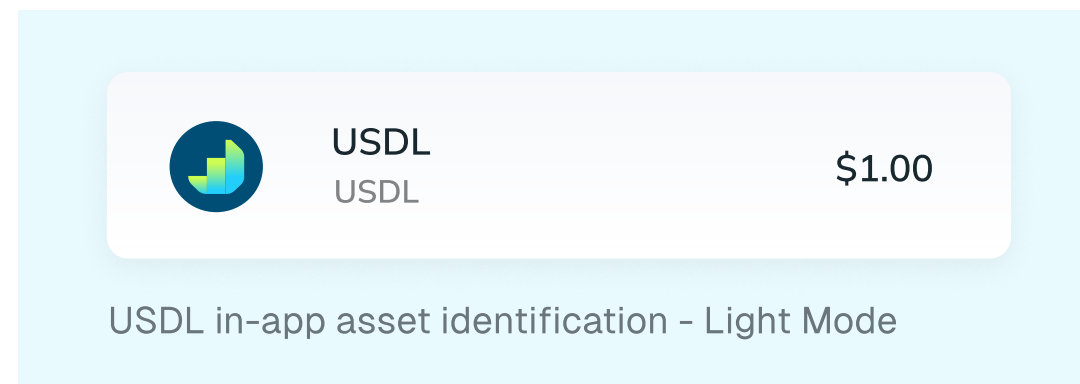 USDL
USDL
$1.00
USDL in-app asset identification - Light Mode